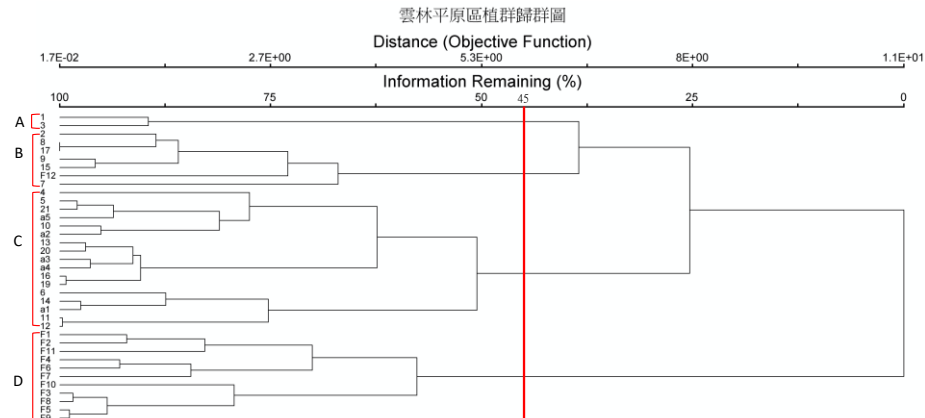 雲林平原區植群歸群圖
Distance (Objective Function)
1.7E-02 2.7E+00 5.3E+00 8E+00 1.1E+01
Information Remaining (%)
100 75 50 45 25 0
A
1
3
2
8
B
17
9
15
F12
7
4
5
21
a5
10
a2
C
13
20
a3
a4
16
19
6
14
a1
11
12
F1
F2
F11
F4
F6
D
F7
F10
F3
F8
F5
F9